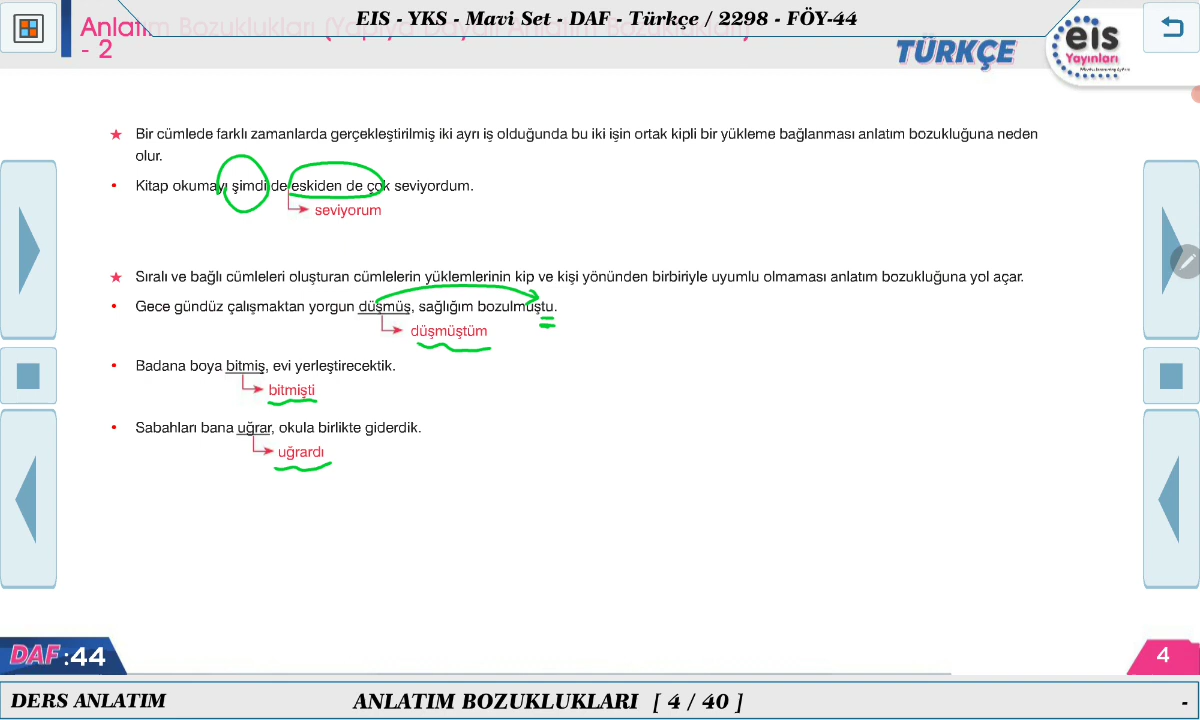 EIS - YKS - Mavi Set - DAF - Türkçe / 2298 - FÖY-44
Anlatım Bozuklukları (Yapıya Dayalı Anlatım Bozuklukları)
- 2
TÜRKÇE
eis
Yayınları
★ Bir cümlede farklı zamanlarda gerçekleştirilmiş iki ayrı iş olduğunda bu iki işin ortak kipli bir yükleme bağlanması anlatım bozukluğuna neden
olur.
• Kitap okumayı şimdi de eskiden de çok seviyordum.
seviyorum
★ Sıralı ve bağlı cümleleri oluşturan cümlelerin yüklemlerinin kip ve kişi yönünden birbiriyle uyumlu olmaması anlatım bozukluğuna yol açar.
• Gece gündüz çalışmaktan yorgun düşmüş, sağlığım bozulmuştu.
düşmüştüm
• Badana boya bitmiş, evi yerleştirecektik.
bitmişti
• Sabahları bana uğrar, okula birlikte giderdik.
uğrardı
DAF :44
4
DERS ANLATIM
ANLATIM BOZUKLUKLARI [ 4 / 40 ]
-